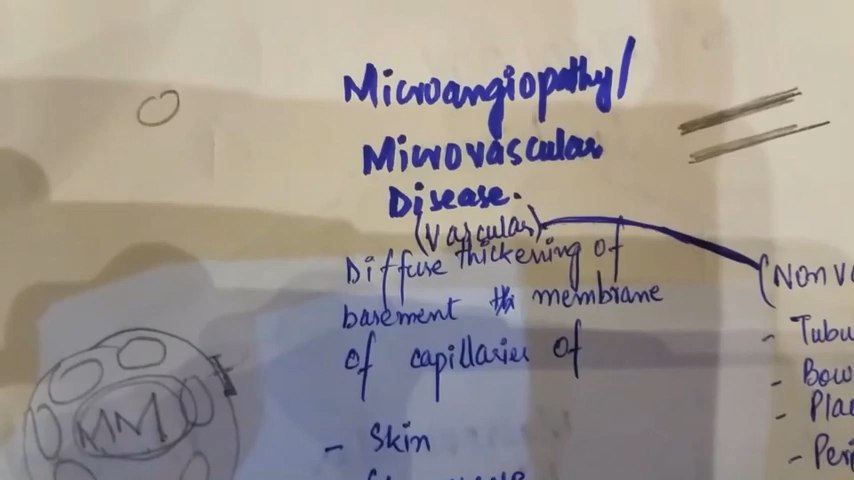 Microangiopathy/
Microvascular
Disease.
(Vascular)
Diffuse thickening of
basement membrane
of capillaries of
- Skin
(Non V
- Tubu
- Bow
- Pla
- Peri
MM